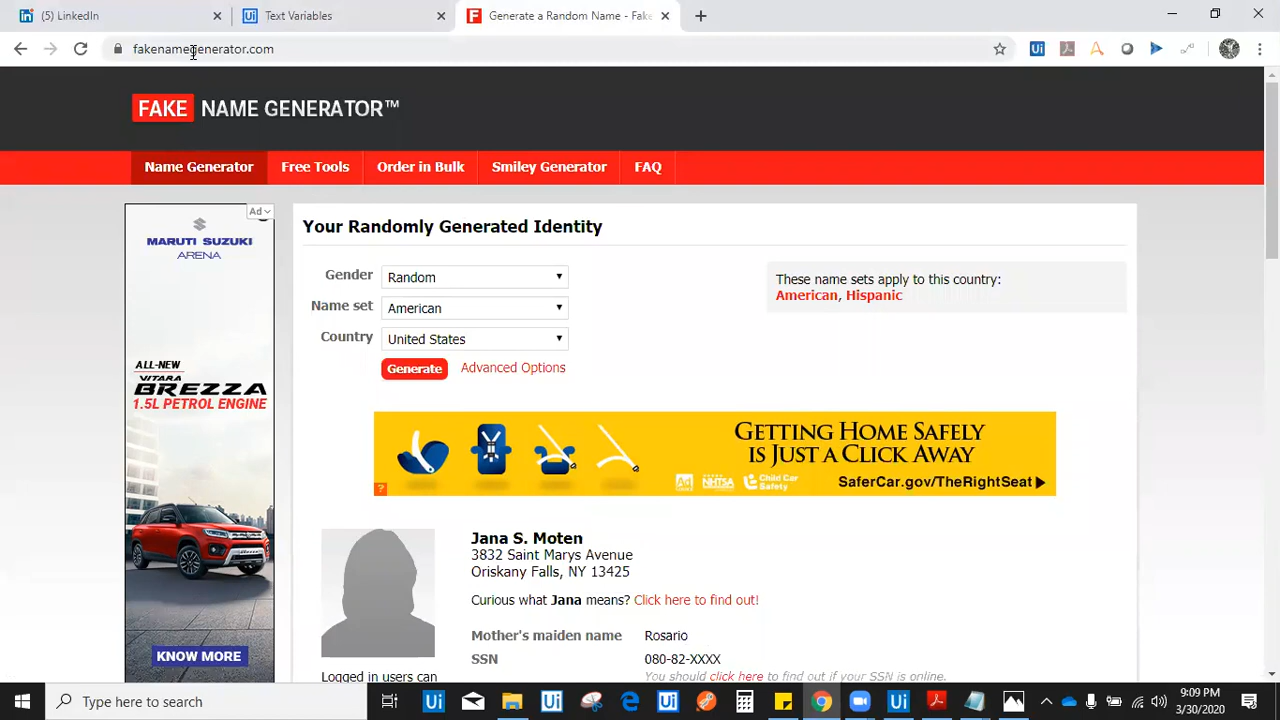 (5) LinkedIn
Text Variables
Generate a Random Name - Fake
fakenamegenerator.com
FAKE NAME GENERATOR™
Name Generator
Free Tools
Order in Bulk
Smiley Generator
FAQ
Ad
MARUTI SUZUKI
ARENA
ALL-NEW
VITARA
BREZZA
1.5L PETROL ENGINE
KNOW MORE
Your Randomly Generated Identity
Gender Random
Name set American
Country United States
Generate Advanced Options
These name sets apply to this country:
American, Hispanic
GETTING HOME SAFELY
IS JUST A CLICK AWAY
Ad NHTSA Child Car Safety
SaferCar.gov/TheRightSeat
Jana S. Moten
3832 Saint Marys Avenue
Oriskany Falls, NY 13425
Curious what Jana means? Click here to find out!
Mother's maiden name Rosario
SSN 080-82-XXXX
You should click here to find out if your SSN is online.
Logged in users can
Type here to search
9:09 PM
3/30/2020